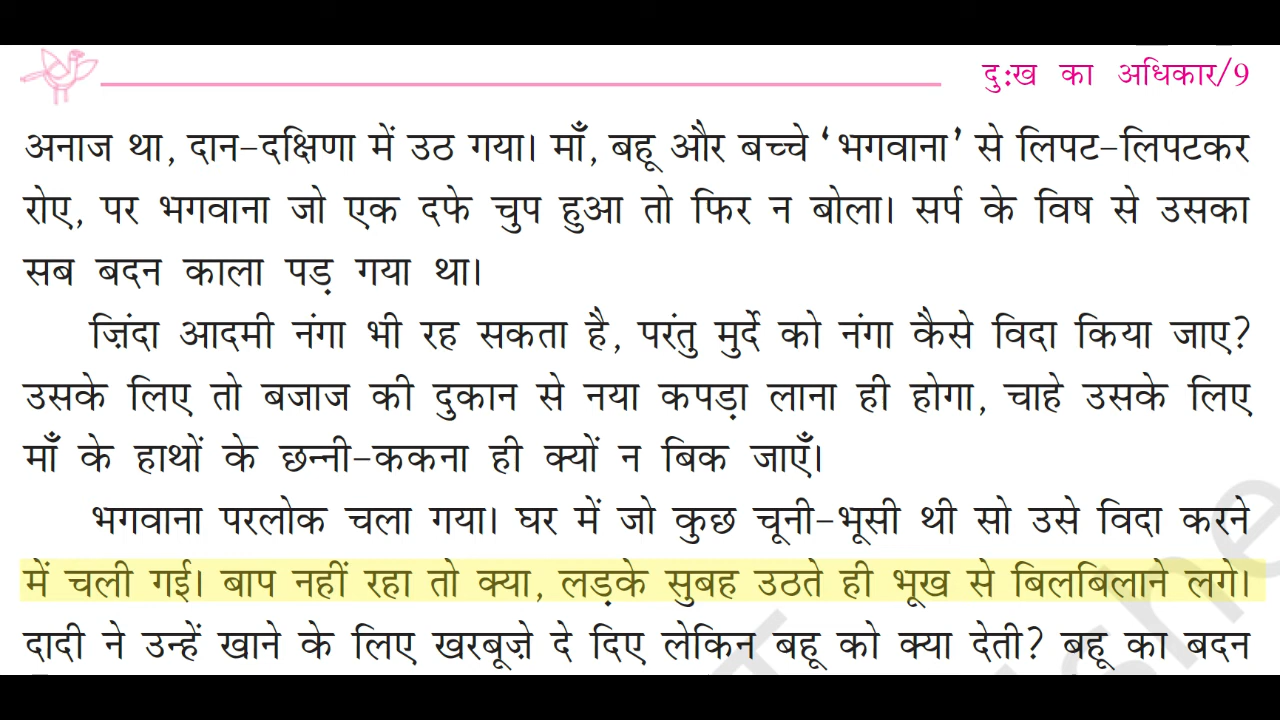 दु:ख का अधिकार/9
अनाज था, दान-दक्षिणा में उठ गया। माँ, बहू और बच्चे ‘भगवाना’ से लिपट-लिपटकर
रोए, पर भगवाना जो एक दफे चुप हुआ तो फिर न बोला। सर्प के विष से उसका
सब बदन काला पड़ गया था।
ज़िंदा आदमी नंगा भी रह सकता है, परंतु मुर्दे को नंगा कैसे विदा किया जाए?
उसके लिए तो बजाज की दुकान से नया कपड़ा लाना ही होगा, चाहे उसके लिए
माँ के हाथों के छन्नी-ककना ही क्यों न बिक जाएँ।
भगवाना परलोक चला गया। घर में जो कुछ चूनी-भूसी थी सो उसे विदा करने
में चली गई। बाप नहीं रहा तो क्या, लड़के सुबह उठते ही भूख से बिलबिलाने लगे।
दादी ने उन्हें खाने के लिए खरबूज़े दे दिए लेकिन बहू को क्या देती? बहू का बदन